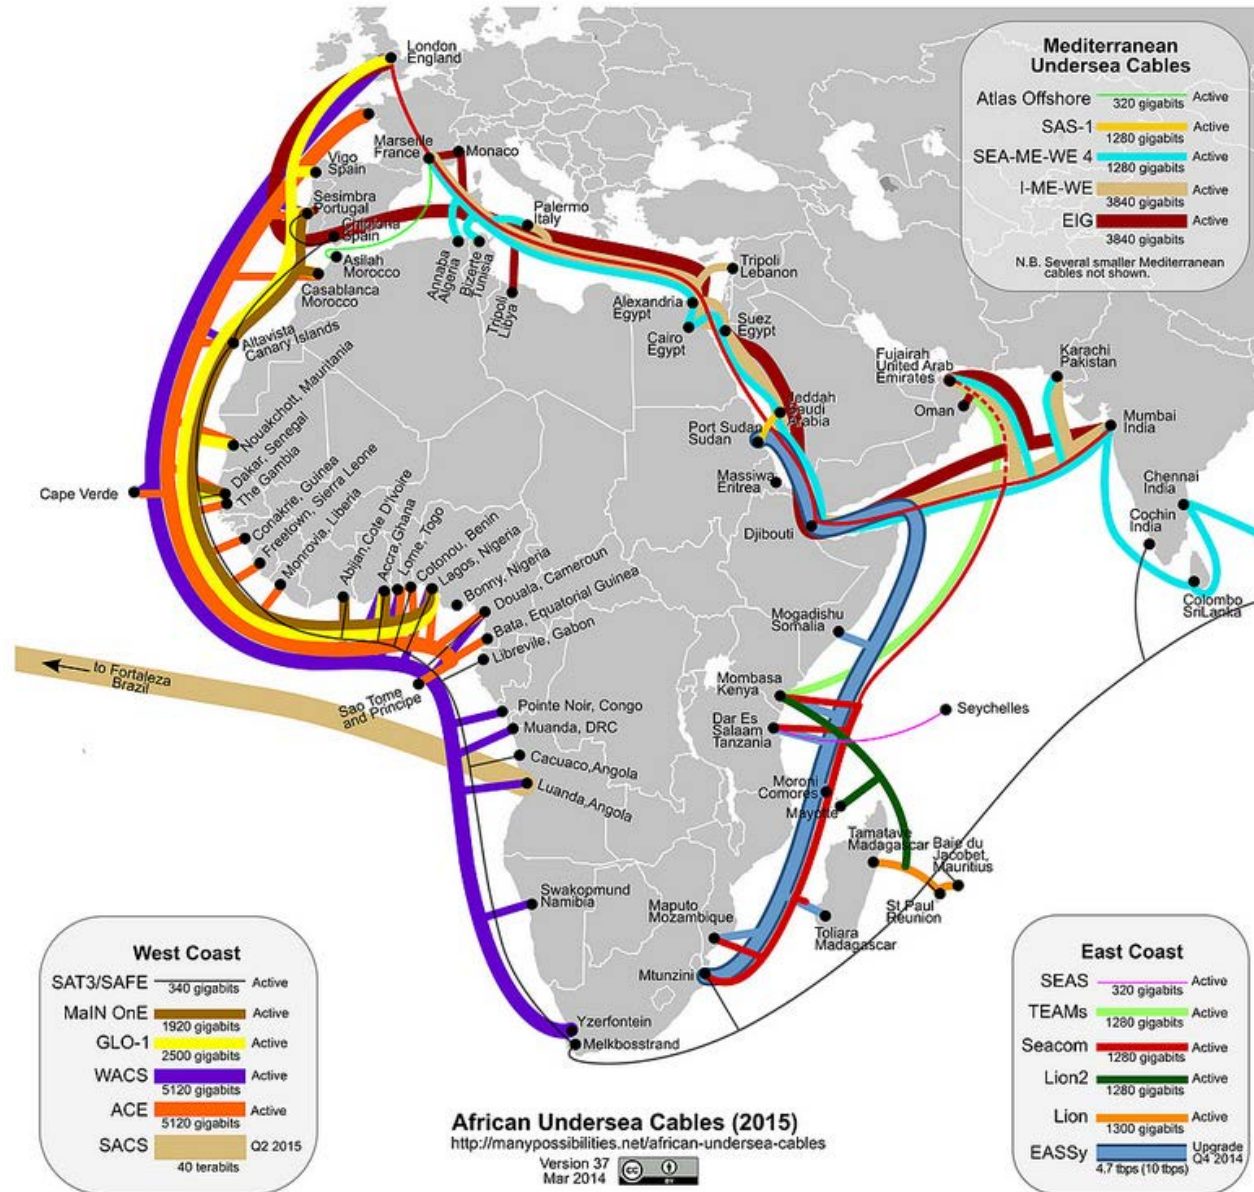 London
England
Vigo
Spain
Sesimbra
Portugal
Chipiona
Spain
Asilah
Morocco
Casablanca
Morocco
Altavista
Canary Islands
Marseille
France
Monaco
Palermo
Italy
Annaba
Algeria
Bizerte
Tunisia
Tripoli
Libya
Tripoli
Lebanon
Alexandria
Egypt
Cairo
Egypt
Suez
Egypt
Jeddah
Saudi
Arabia
Port Sudan
Sudan
Massiwa
Eritrea
Djibouti
Fujairah
United Arab
Emirates
Oman
Karachi
Pakistan
Mumbai
India
Chennai
India
Cochin
India
Colombo
SriLanka
Nouakchott, Mauritania
Dakar, Senegal
The Gambia
Cape Verde
Conakrie, Guinea
Freetown, Sierra Leone
Monrovia, Liberia
Abijan,Cote D'Ivoire
Accra,Ghana
Lome, Togo
Cotonou, Benin
Lagos, Nigeria
Bonny, Nigeria
Douala, Cameroun
Bata, Equatorial Guinea
Librevile, Gabon
to Fortaleza
Brazil
Sao Tome
and Principe
Pointe Noir, Congo
Muanda, DRC
Cacuaco,Angola
Luanda,Angola
Swakopmund
Namibia
Yzerfontein
Melkbosstrand
Mogadishu
Somalia
Mombasa
Kenya
Dar Es
Salaam
Tanzania
Seychelles
Moroni
Comores
Mayotte
Tamatave
Madagascar
Baie du
Jacobet,
Mauritius
St Paul
Reunion
Toliara
Madagascar
Maputo
Mozambique
Mtunzini
Mediterranean
Undersea Cables
Atlas Offshore 320 gigabits Active
SAS-1 1280 gigabits Active
SEA-ME-WE 4 1280 gigabits Active
I-ME-WE 3840 gigabits Active
EIG 3840 gigabits Active
N.B. Several smaller Mediterranean
cables not shown.
West Coast
SAT3/SAFE 340 gigabits Active
MaIN OnE 1920 gigabits Active
GLO-1 2500 gigabits Active
WACS 5120 gigabits Active
ACE 5120 gigabits Active
SACS 40 terabits Q2 2015
East Coast
SEAS 320 gigabits Active
TEAMs 1280 gigabits Active
Seacom 1280 gigabits Active
Lion2 1280 gigabits Active
Lion 1300 gigabits Active
EASSy 4.7 tbps (10 tbps) Upgrade Q4 2014
African Undersea Cables (2015)
http://manypossibilities.net/african-undersea-cables
Version 37
Mar 2014
cc BY